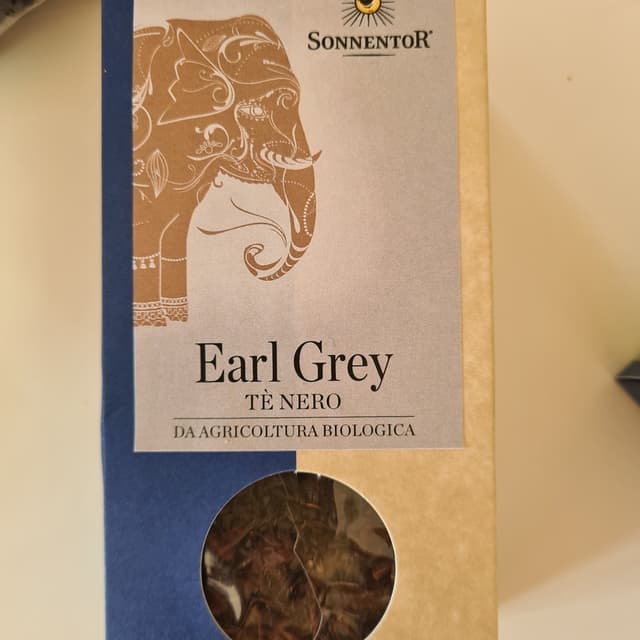 SONNENTOR®
Earl Grey
TÈ NERO
DA AGRICOLTURA BIOLOGICA